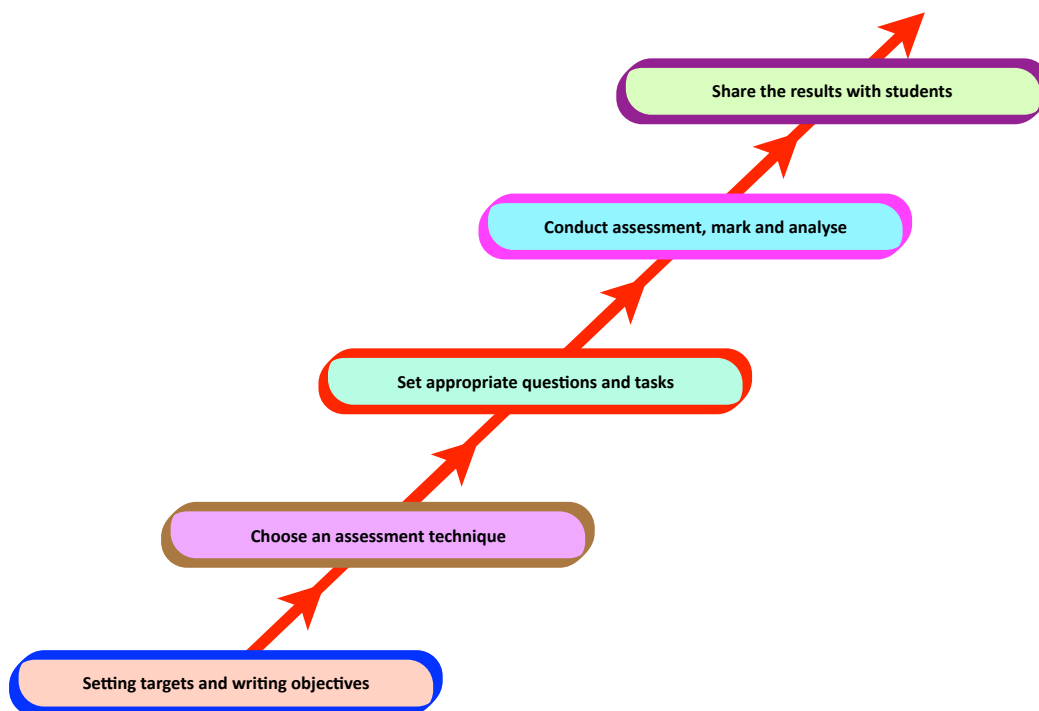 Share the results with students
Conduct assessment, mark and analyse
Set appropriate questions and tasks
Choose an assessment technique
Setting targets and writing objectives